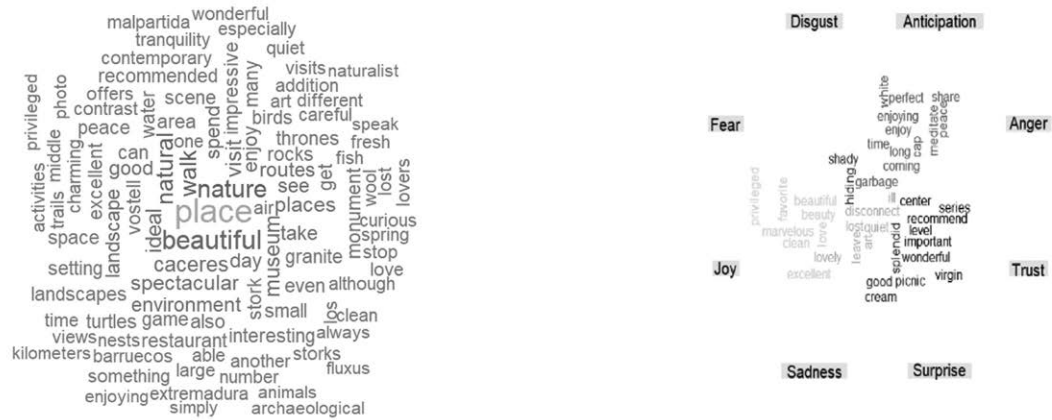 wonderful
malpartida
especially
tranquility
quiet
contemporary
recommended
visits naturalist
offers
addition
privileged
photo
contrast
water
scene
spend
visit
impressive
many
art different
peace
area
birds careful
speak
activities
middle
trails
charming
excellent
can
one
enjoy
thrones
fresh
good
natural
walk
rocks
fish
vostell
nature
see
routes
get
monument
wool
lost
lovers
landscape
ideal
place
air places
curious
space
beautiful
museum
take
spring
setting
caceres day
granite
stop
love
spectacular
stork
even although
landscapes
environment
small
los
clean
time turtles game also
interesting always
views nests restaurant
kilometers barruecos able another storks
something large number
fluxus
enjoying extremadura animals
simply
archaeological
Disgust
Anticipation
Fear
Anger
white
perfect share
enjoying
enjoy
cap
meditate
peace
time
long
shady
coming
hiding
garbage
privileged
favorite
beautiful
ill
center
beauty
disconnect
series
recommend
marvelous
love
lost quiet
level
clean
leave
art
splendid
important
lovely
wonderful
excellent
good picnic
virgin
cream
Joy
Trust
Sadness
Surprise